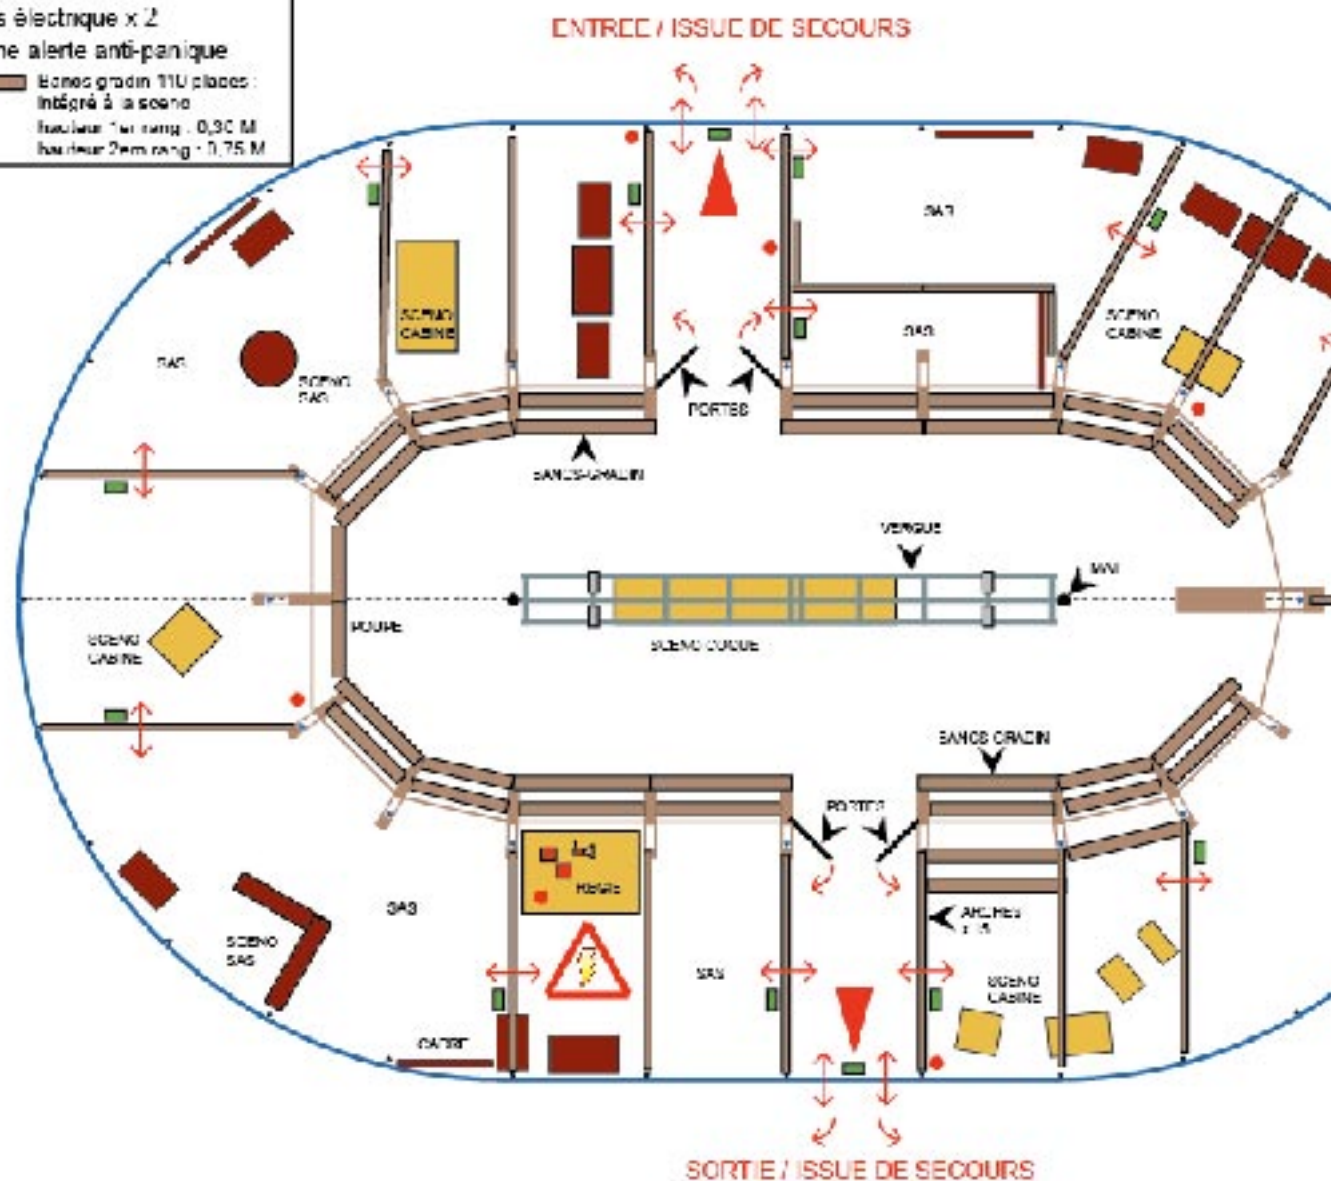 s électrique x 2
ne alerte anti-panique
Bancs gradin 110 places :
intégré à la sceno
hauteur 1er rang : 0,30 M
hauteur 2em rang : 0,75 M
ENTREE / ISSUE DE SECOURS
SAS
SCENO
CABINE
SAS
SCENO
CABINE
SAS
SCENO
SAS
PORTES
BANCS-GRADIN
VERGUE
MAT
POUPE
SCENO
CABINE
SCENO COQUE
BANCS GRADIN
PORTES
REGIE
SAS
ARCHES
SCENO
SAS
SAS
SCENO
CABINE
CADRE
SORTIE / ISSUE DE SECOURS